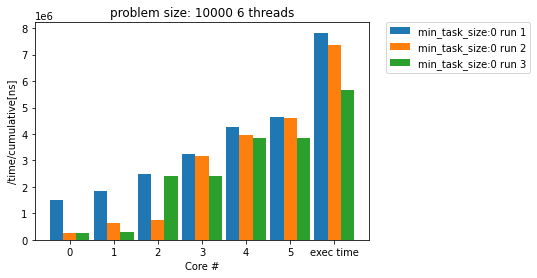 problem size: 10000 6 threads
1e6
8
7
6
5
4
3
2
1
0
/time/cumulative[ns]
0 1 2 3 4 5 exec time
Core #
min_task_size:0 run 1
min_task_size:0 run 2
min_task_size:0 run 3